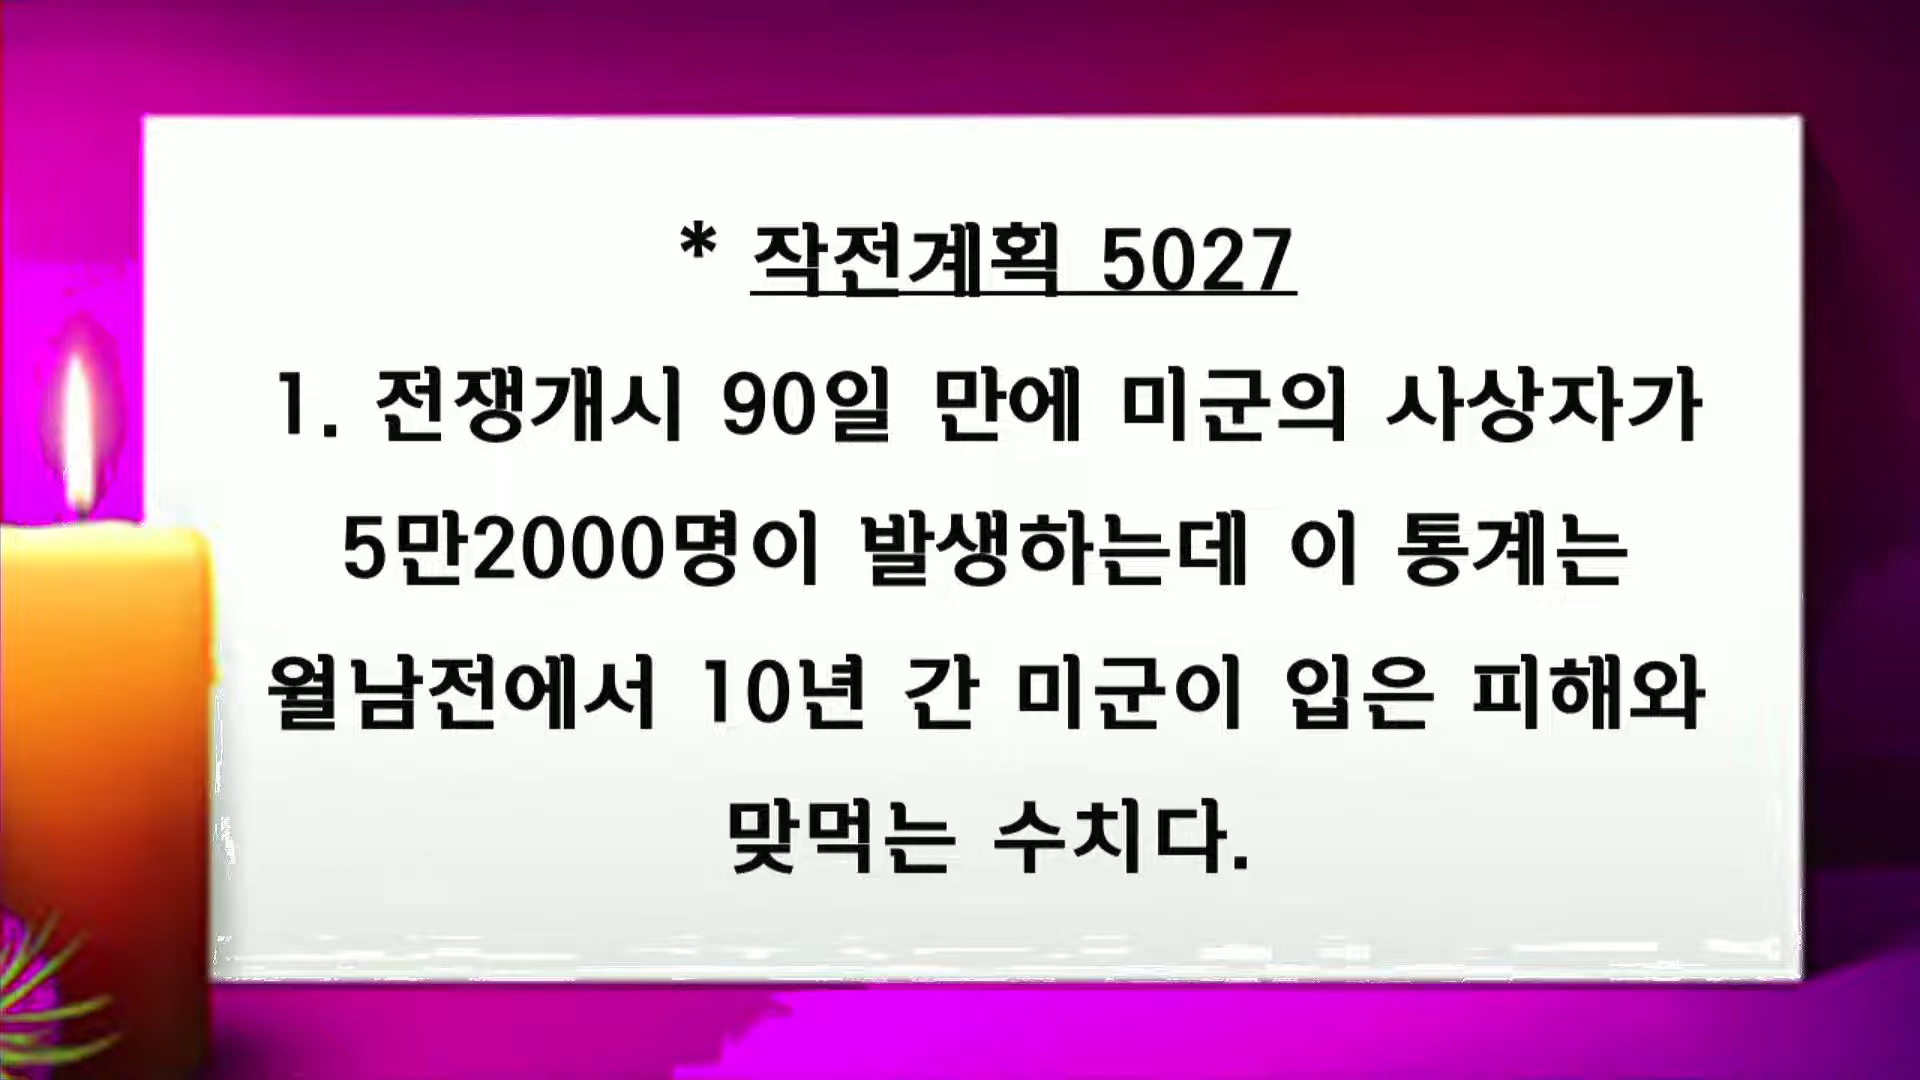 * 작전계획 5027
1. 전쟁개시 90일 만에 미군의 사상자가
5만2000명이 발생하는데 이 통계는
월남전에서 10년 간 미군이 입은 피해와
맞먹는 수치다.